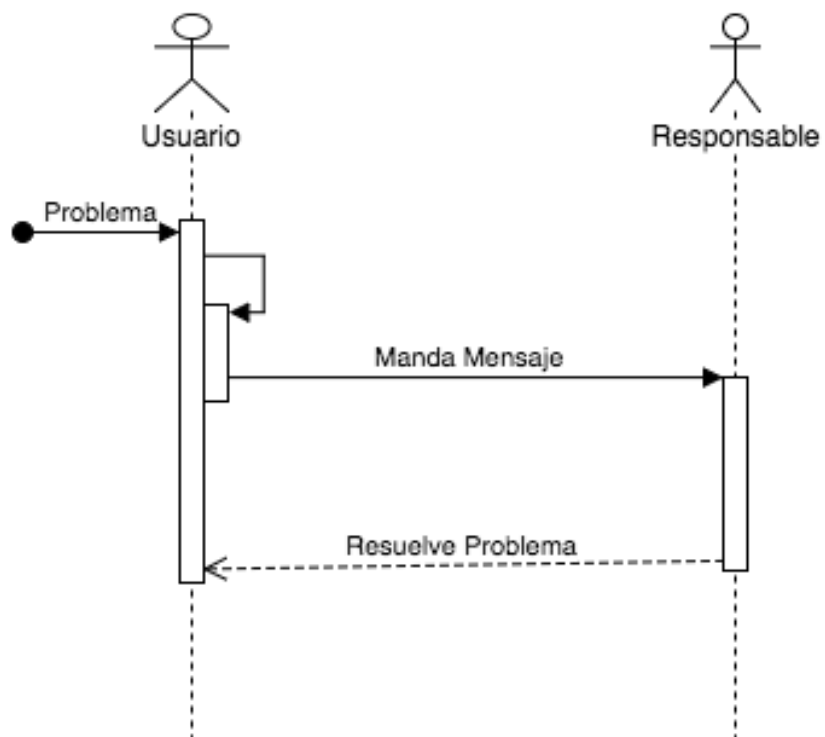 Usuario
Responsable
Problema
Manda Mensaje
Resuelve Problema